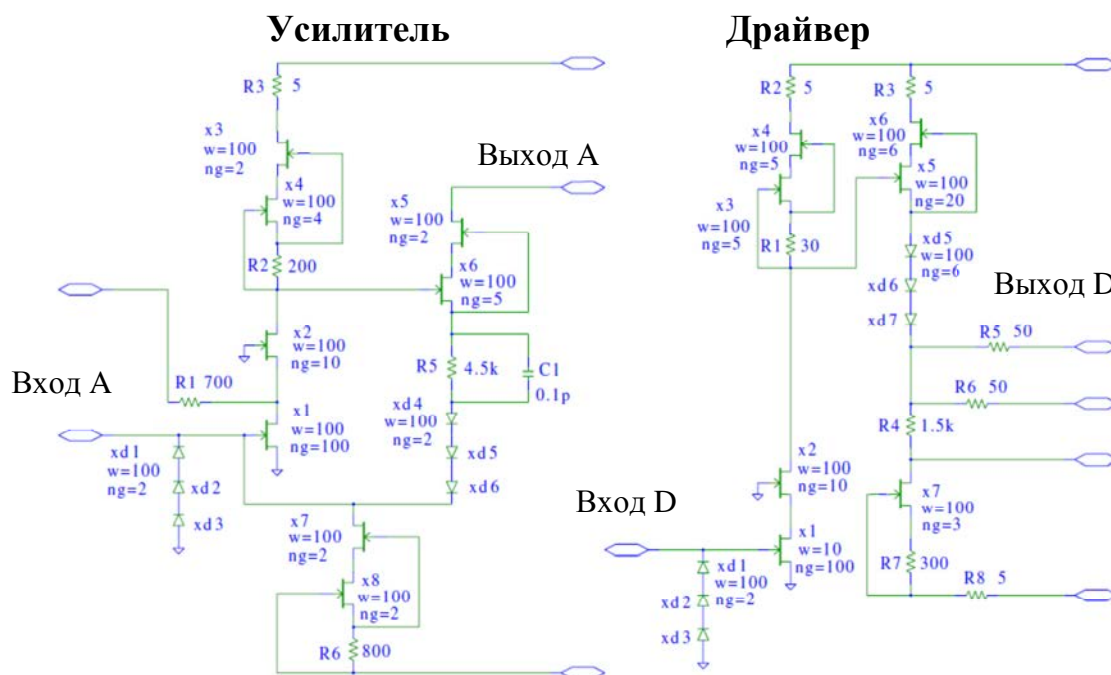 Усилитель
R3 5
x3
w=100
ng=2
x4
w=100
ng=4
R2 200
Выход А
x5
w=100
ng=2
x6
w=100
ng=5
x2
w=100
ng=10
Вход А
R1 700
x1
w=100
ng=100
xd1
w=100
ng=2
xd2
xd3
R5 4.5k
C1
0.1p
xd4
w=100
ng=2
xd5
xd6
x7
w=100
ng=2
x8
w=100
ng=2
R6 800
Драйвер
R2 5
x4
w=100
ng=5
x3
w=100
ng=5
R1 30
R3 5
x6
w=100
ng=6
x5
w=100
ng=20
xd5
w=100
ng=6
xd6
xd7
Выход D
R5 50
R6 50
R4 1.5k
x2
w=100
ng=10
Вход D
x1
w=10
ng=100
xd1
w=100
ng=2
xd2
xd3
x7
w=100
ng=3
R7 300
R8 5